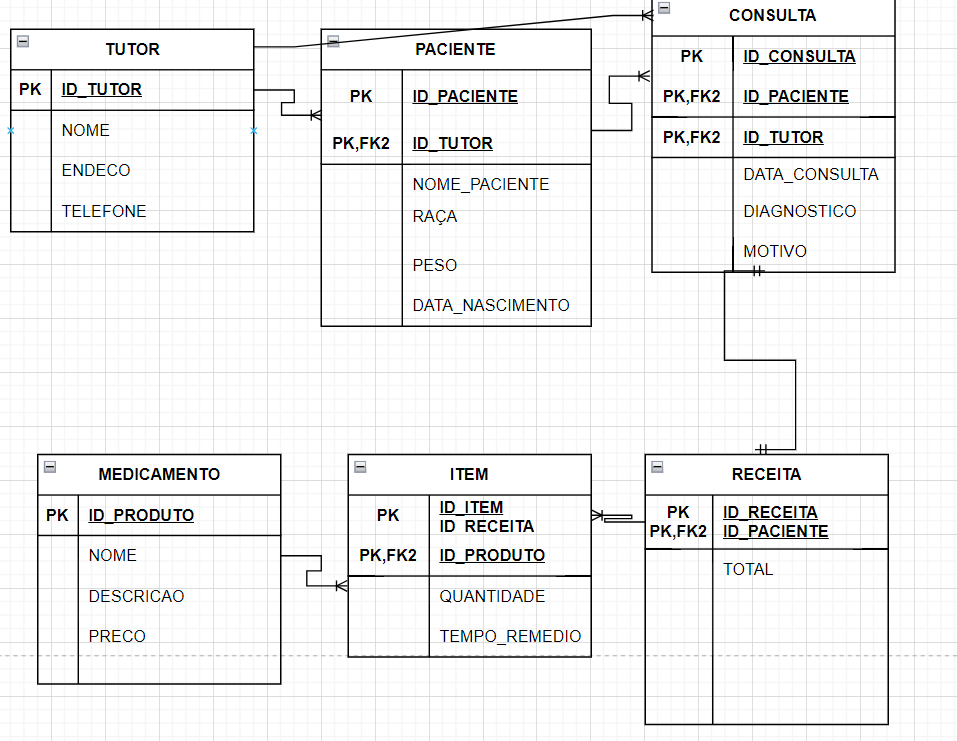 TUTOR
PK ID_TUTOR
NOME
ENDECO
TELEFONE
PACIENTE
PK ID_PACIENTE
PK,FK2 ID_TUTOR
NOME_PACIENTE
RAÇA
PESO
DATA_NASCIMENTO
CONSULTA
PK ID_CONSULTA
PK,FK2 ID_PACIENTE
PK,FK2 ID_TUTOR
DATA_CONSULTA
DIAGNOSTICO
MOTIVO
MEDICAMENTO
PK ID_PRODUTO
NOME
DESCRICAO
PRECO
ITEM
PK ID_ITEM
ID_RECEITA
PK,FK2 ID_PRODUTO
QUANTIDADE
TEMPO_REMEDIO
RECEITA
PK ID_RECEITA
PK,FK2 ID_PACIENTE
TOTAL